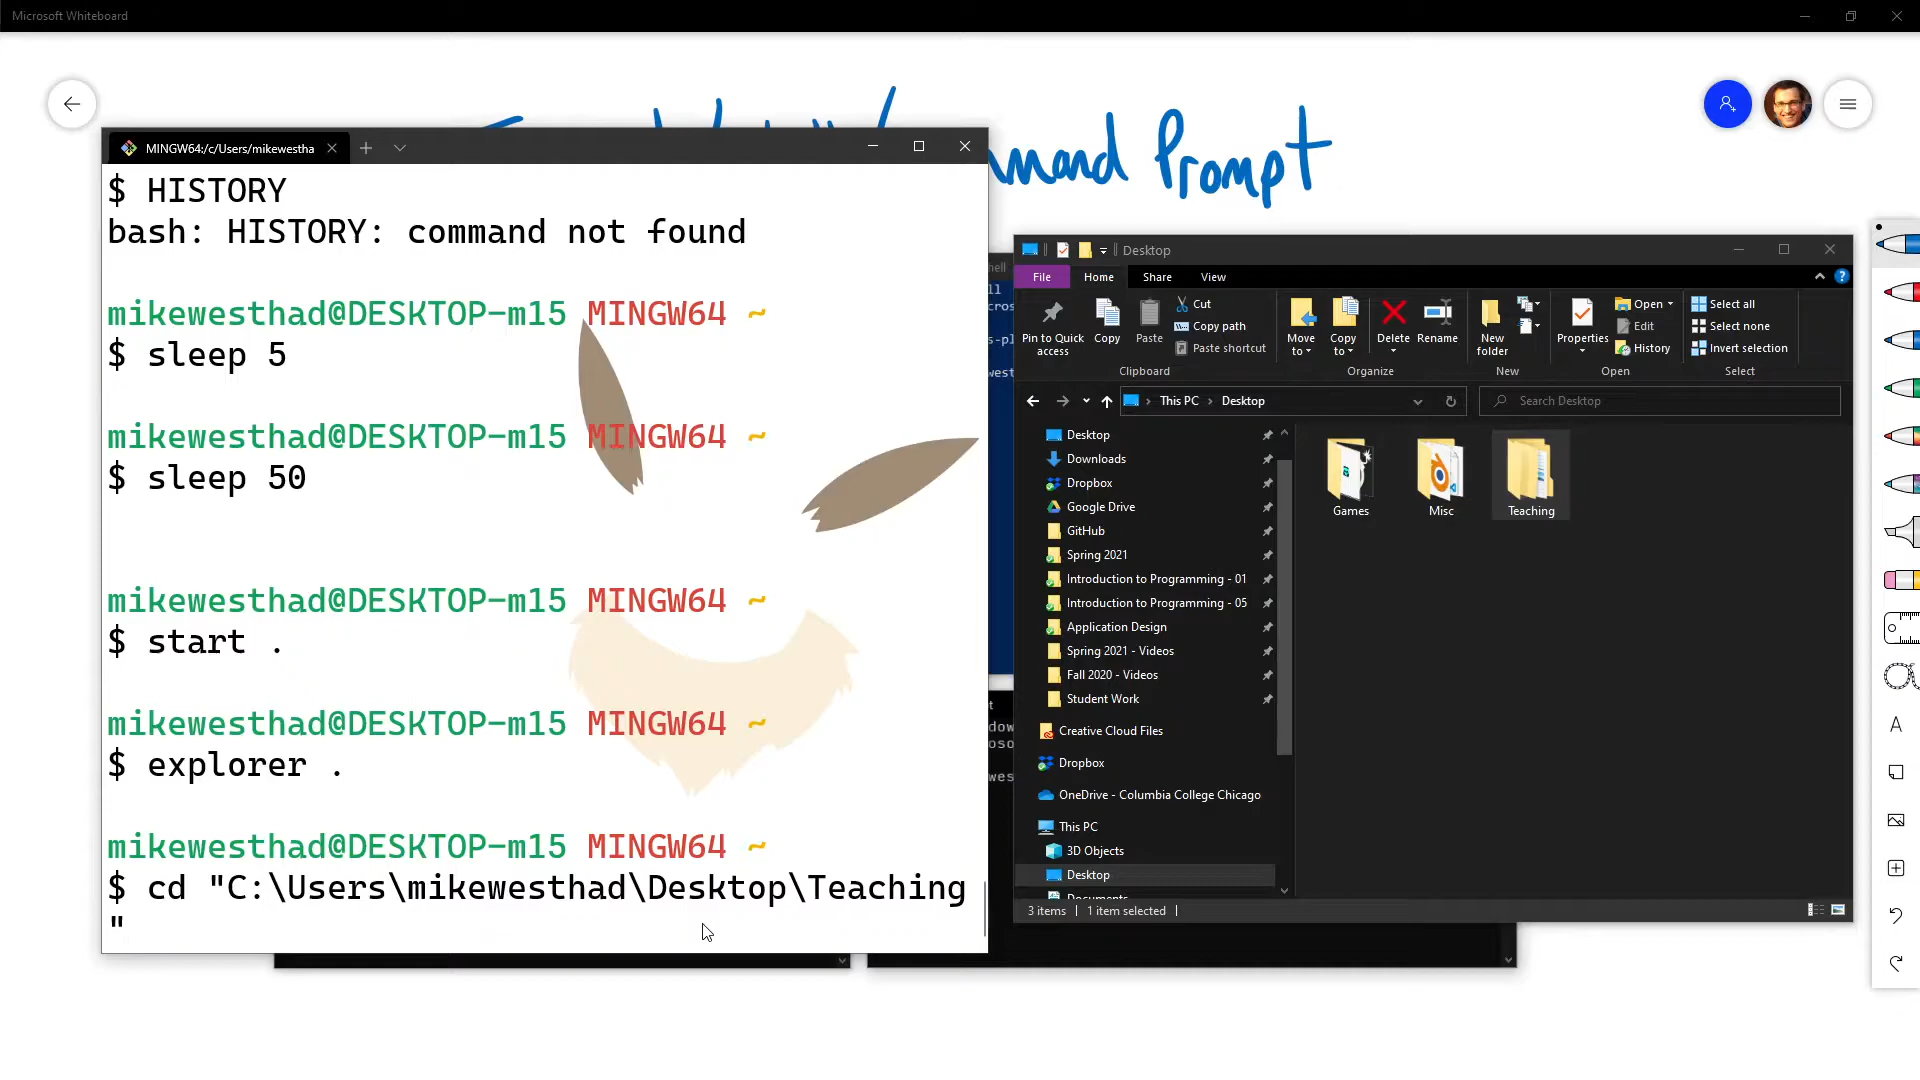 Microsoft Whiteboard
mmand Prompt
MINGW64:/c/Users/mikewestha
$ HISTORY
bash: HISTORY: command not found
mikewesthad@DESKTOP-m15 MINGW64 ~
$ sleep 5
mikewesthad@DESKTOP-m15 MINGW64 ~
$ sleep 50
mikewesthad@DESKTOP-m15 MINGW64 ~
$ start .
mikewesthad@DESKTOP-m15 MINGW64 ~
$ explorer .
mikewesthad@DESKTOP-m15 MINGW64 ~
$ cd "C:\Users\mikewesthad\Desktop\Teaching
"
Desktop
File Home Share View
Pin to Quick access
Copy
Paste
Cut
Copy path
Paste shortcut
Clipboard
Move to
Copy to
Delete
Rename
Organize
New folder
New
Properties
Open
Edit
History
Open
Select all
Select none
Invert selection
Select
This PC > Desktop
Search Desktop
Desktop
Downloads
Dropbox
Google Drive
GitHub
Spring 2021
Introduction to Programming - 01
Introduction to Programming - 05
Application Design
Spring 2021 - Videos
Fall 2020 - Videos
Student Work
Creative Cloud Files
Dropbox
OneDrive - Columbia College Chicago
This PC
3D Objects
Desktop
Documents
Games
Misc
Teaching
3 items
1 item selected